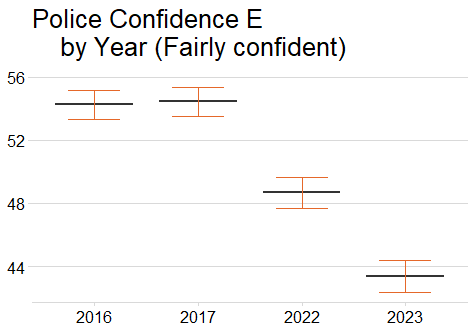 Police Confidence E
by Year (Fairly confident)
56
52
48
44
2016 2017 2022 2023